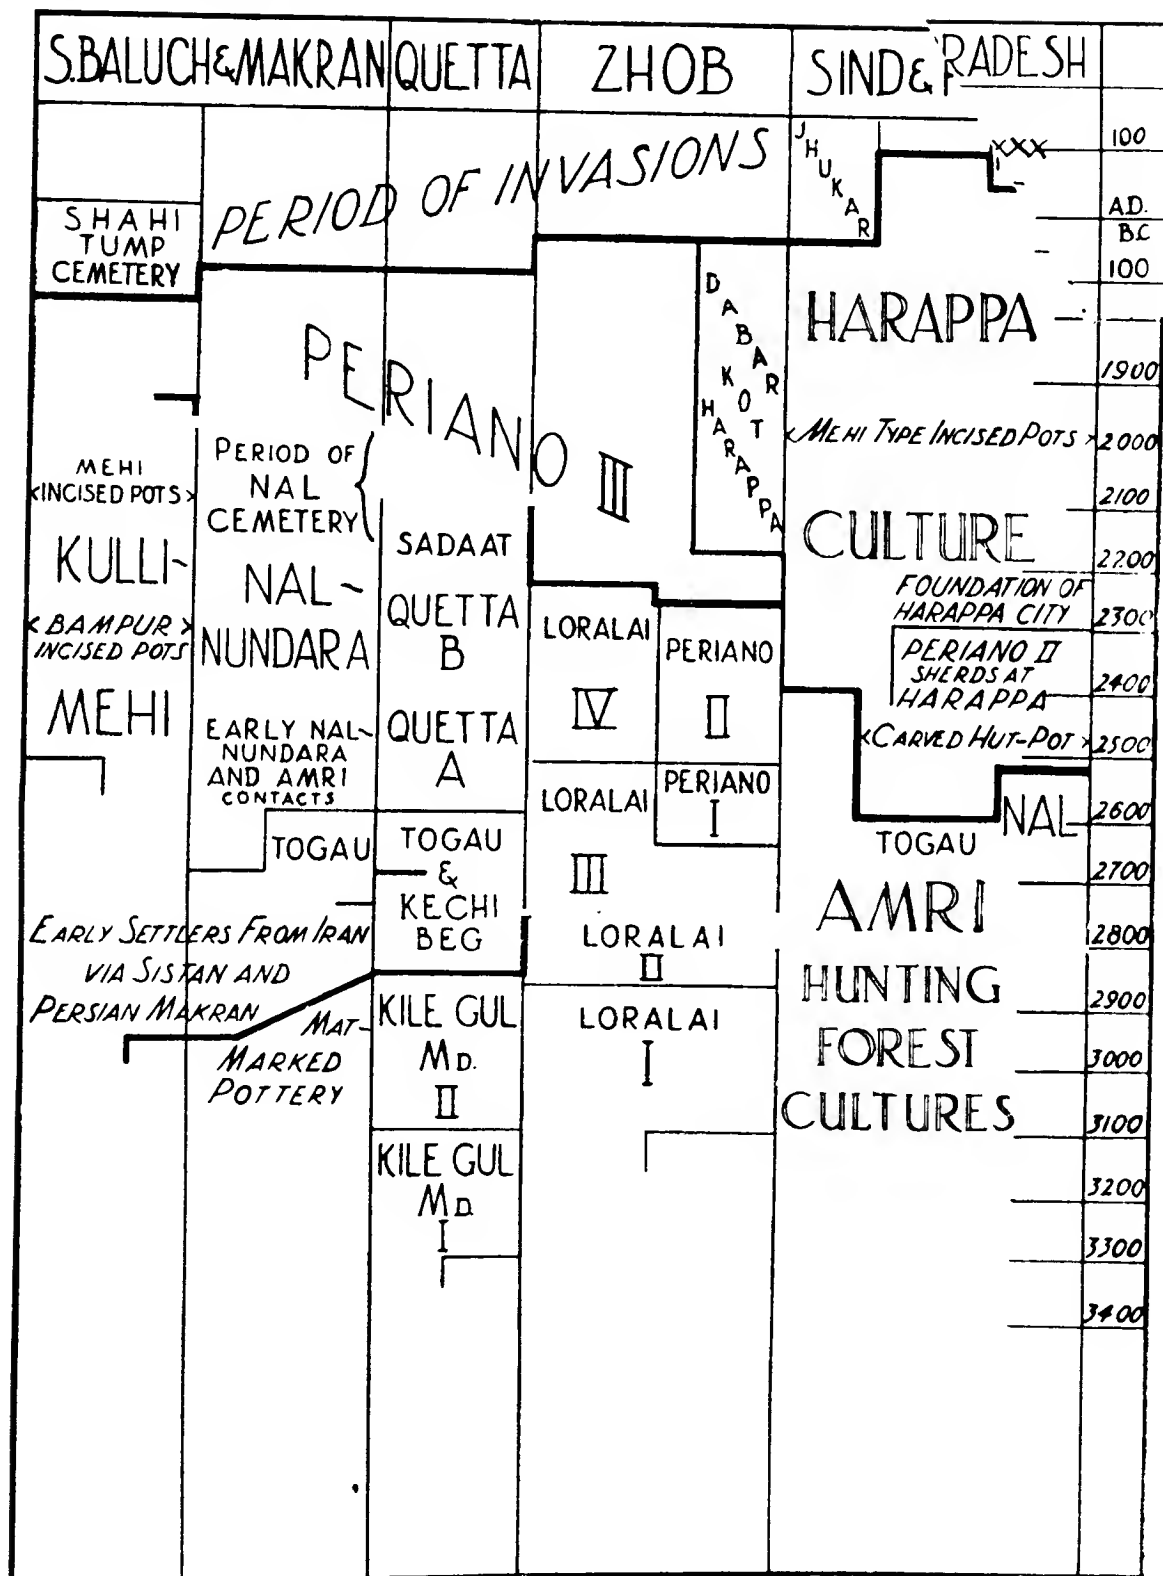 S.BALUCH&MAKRAN
QUETTA
ZHOB
SIND&
RADESH
PERIOD OF INVASIONS
JHUKAR
SHAHI
TUMP
CEMETERY
PERIANO III
DABAR
KOT
HARAPPA
HARAPPA
<MEHI TYPE INCISED POTS>
CULTURE
FOUNDATION OF
HARAPPA CITY
PERIANO II
SHERDS AT
HARAPPA
<CARVED HUT-POT>
NAL
TOGAU
AMRI
HUNTING
FOREST
CULTURES
MEHI
<INCISED POTS>
KULLI-
<BAMPUR>
INCISED POTS
MEHI
PERIOD OF
NAL
CEMETERY
NAL-
NUNDARA
EARLY NAL-
NUNDARA
AND AMRI
CONTACTS
TOGAU
SADAAT
QUETTA
B
QUETTA
A
TOGAU
&
KECHI
BEG
KILE GUL
MD.
II
KILE GUL
MD
I
LORALAI
IV
PERIANO
II
LORALAI
III
PERIANO
I
LORALAI
II
LORALAI
I
EARLY SETTLERS FROM IRAN
VIA SISTAN AND
PERSIAN MAKRAN
MAT-
MARKED
POTTERY
XXX
100
A.D.
B.C
100
1900
2000
2100
2200
2300
2400
2500
2600
2700
2800
2900
3000
3100
3200
3300
3400